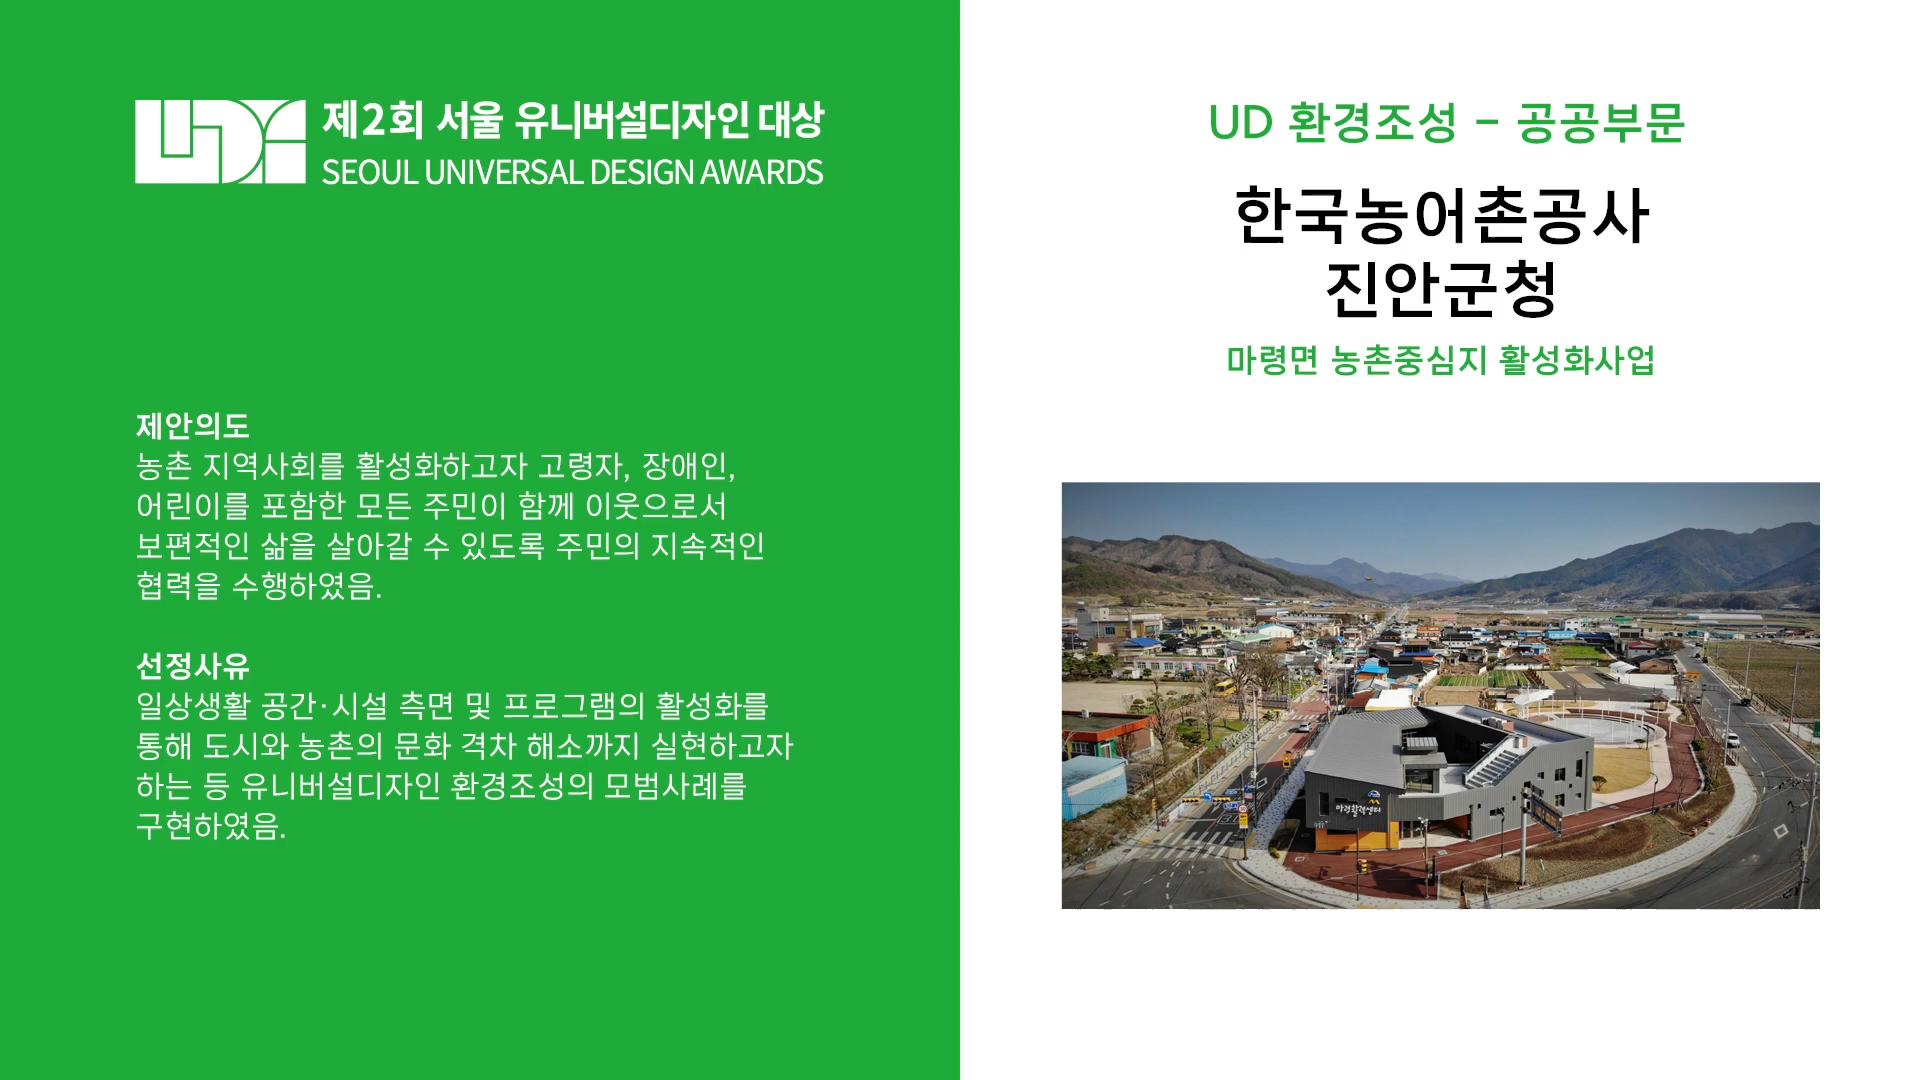 제2회 서울 유니버설디자인 대상
SEOUL UNIVERSAL DESIGN AWARDS
제안의도
농촌 지역사회를 활성화하고자 고령자, 장애인,
어린이를 포함한 모든 주민이 함께 이웃으로서
보편적인 삶을 살아갈 수 있도록 주민의 지속적인
협력을 수행하였음.
선정사유
일상생활 공간·시설 측면 및 프로그램의 활성화를
통해 도시와 농촌의 문화 격차 해소까지 실현하고자
하는 등 유니버설디자인 환경조성의 모범사례를
구현하였음.
UD 환경조성 - 공공부문
한국농어촌공사
진안군청
마령면 농촌중심지 활성화사업
마령활력센터